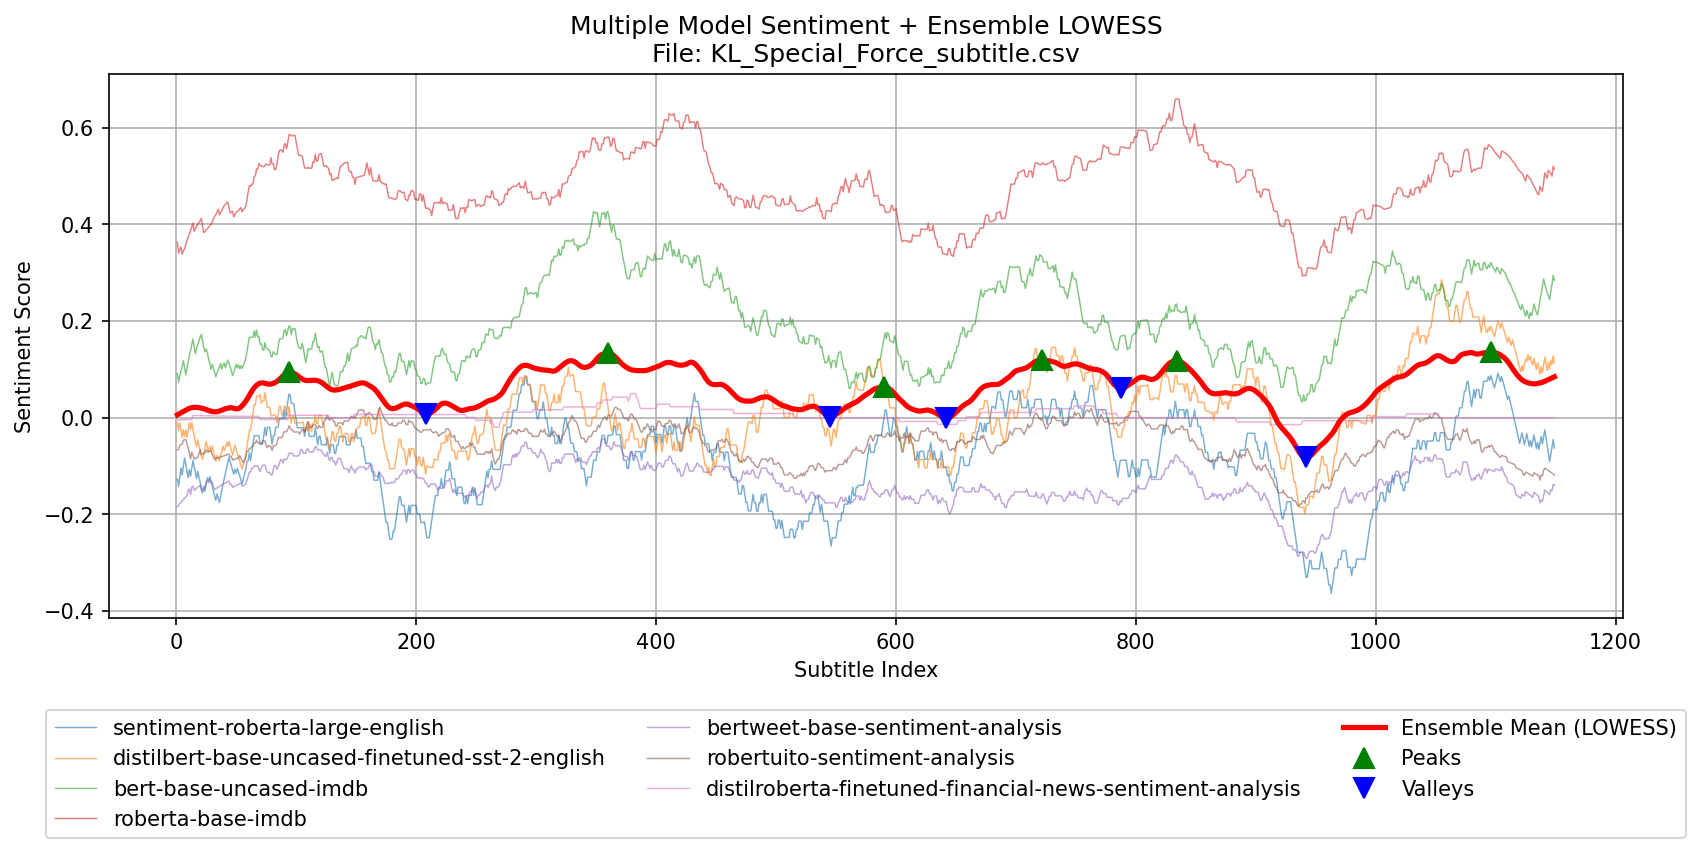 Multiple Model Sentiment + Ensemble LOWESS
File: KL_Special_Force_subtitle.csv
Sentiment Score
0.6
0.4
0.2
0.0
−0.2
−0.4
0 200 400 600 800 1000 1200
Subtitle Index
sentiment-roberta-large-english
distilbert-base-uncased-finetuned-sst-2-english
bert-base-uncased-imdb
roberta-base-imdb
bertweet-base-sentiment-analysis
robertuito-sentiment-analysis
distilroberta-finetuned-financial-news-sentiment-analysis
Ensemble Mean (LOWESS)
Peaks
Valleys